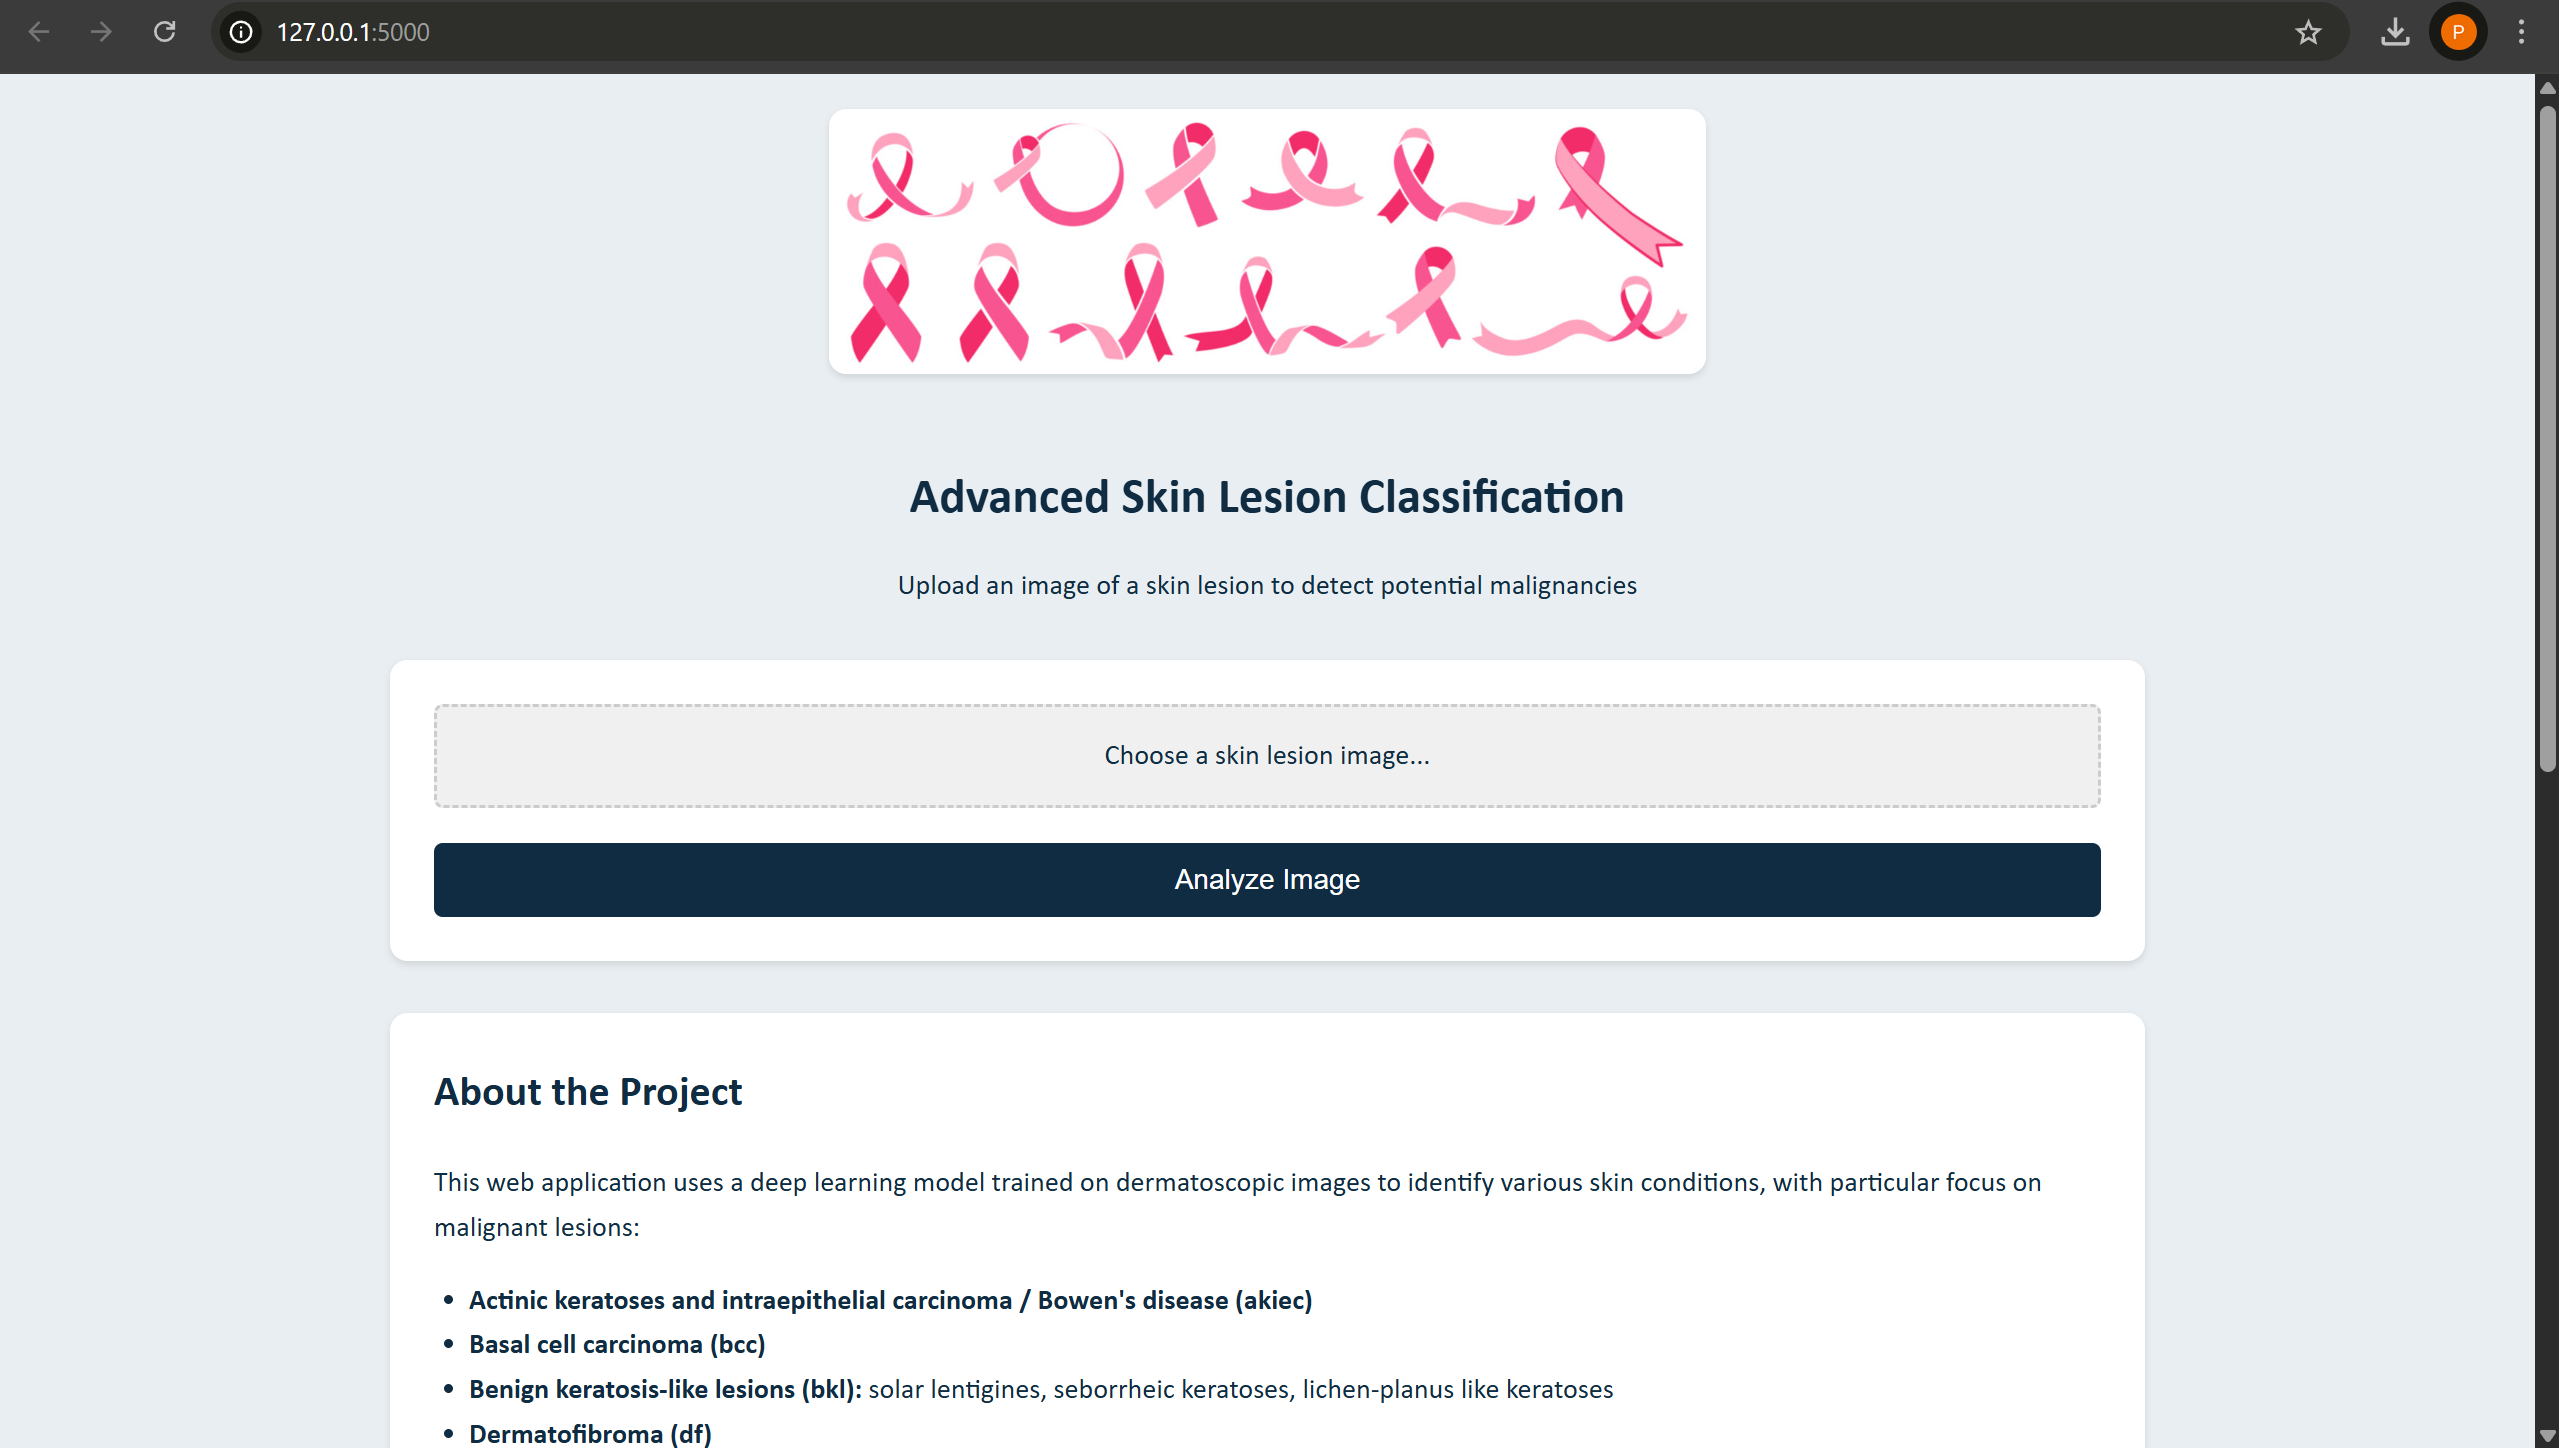 127.0.0.1:5000
P
Advanced Skin Lesion Classification
Upload an image of a skin lesion to detect potential malignancies
Choose a skin lesion image...
Analyze Image
About the Project
This web application uses a deep learning model trained on dermatoscopic images to identify various skin conditions, with particular focus on
malignant lesions:
• Actinic keratoses and intraepithelial carcinoma / Bowen's disease (akiec)
• Basal cell carcinoma (bcc)
• Benign keratosis-like lesions (bkl): solar lentigines, seborrheic keratoses, lichen-planus like keratoses
• Dermatofibroma (df)